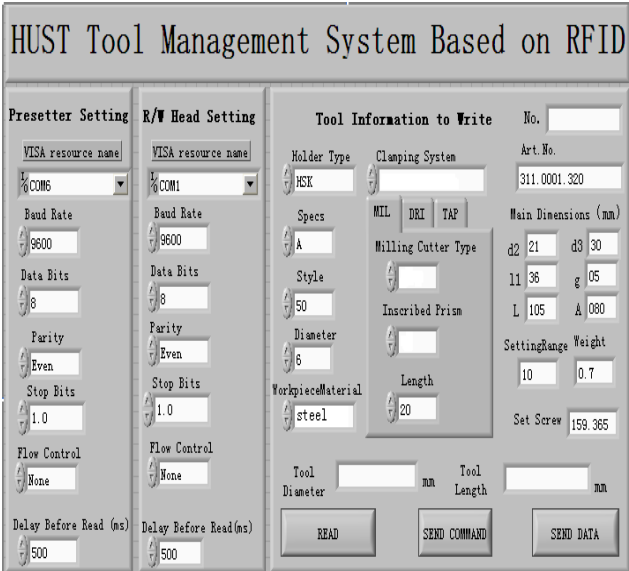 HUST Tool Management System Based on RFID
Presetter Setting
VISA resource name
COM6
Baud Rate
9600
Data Bits
8
Parity
Even
Stop Bits
1.0
Flow Control
None
Delay Before Read (ms)
500
R/W Head Setting
VISA resource name
COM1
Baud Rate
9600
Data Bits
8
Parity
Even
Stop Bits
1.0
Flow Control
None
Delay Before Read(ms)
500
Tool Information to Write
No.
Holder Type
HSK
Clamping System
Art.No.
311.0001.320
Specs
A
Style
50
Diameter
6
WorkpieceMaterial
steel
MIL DRI TAP
Milling Cutter Type
Inscribed Prism
Length
20
Main Dimensions (mm)
d2 21 d3 30
l1 36 g 05
L 105 A 080
SettingRange Weight
10 0.7
Set Screw 159.365
Tool Diameter mm
Tool Length mm
READ SEND COMMAND SEND DATA